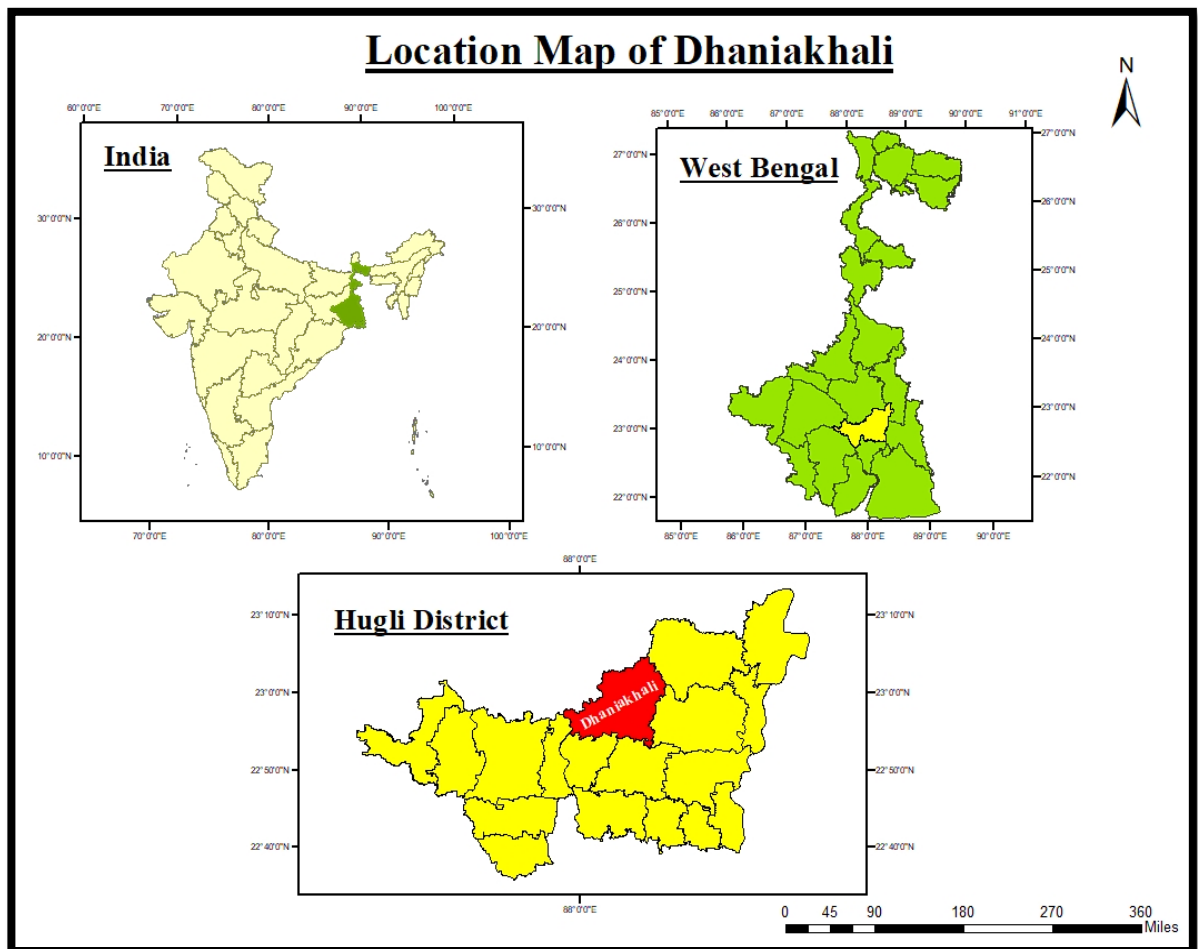 Location Map of Dhaniakhali
N
60°0'0"E 70°0'0"E 80°0'0"E 90°0'0"E 100°0'0"E
India
30°0'0"N 30°0'0"N
20°0'0"N 20°0'0"N
10°0'0"N 10°0'0"N
70°0'0"E 80°0'0"E 90°0'0"E 100°0'0"E
85°0'0"E 86°0'0"E 87°0'0"E 88°0'0"E 89°0'0"E 90°0'0"E 91°0'0"E
West Bengal
27°0'0"N 27°0'0"N
26°0'0"N 26°0'0"N
25°0'0"N 25°0'0"N
24°0'0"N 24°0'0"N
23°0'0"N 23°0'0"N
22°0'0"N 22°0'0"N
85°0'0"E 86°0'0"E 87°0'0"E 88°0'0"E 89°0'0"E 90°0'0"E
88°0'0"E
Hugli District
23°10'0"N 23°10'0"N
23°0'0"N 23°0'0"N
Dhanjakhali
22°50'0"N 22°50'0"N
22°40'0"N 22°40'0"N
88°0'0"E
0 45 90 180 270 360
Miles